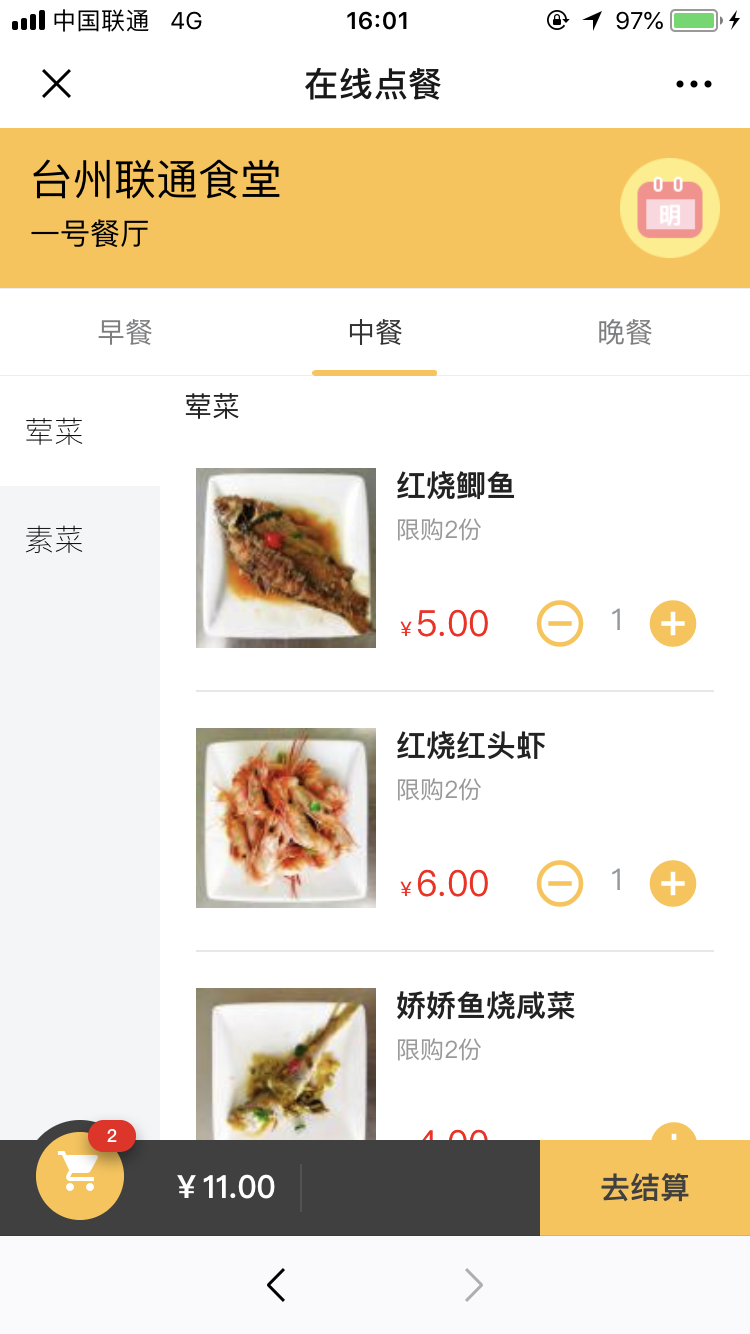 中国联通 4G 16:01 97%
在线点餐
台州联通食堂
一号餐厅
明
早餐 中餐 晚餐
荤菜
素菜
荤菜
红烧鲫鱼
限购2份
¥5.00 1
红烧红头虾
限购2份
¥6.00 1
娇娇鱼烧咸菜
限购2份
4.00
2
¥11.00 去结算